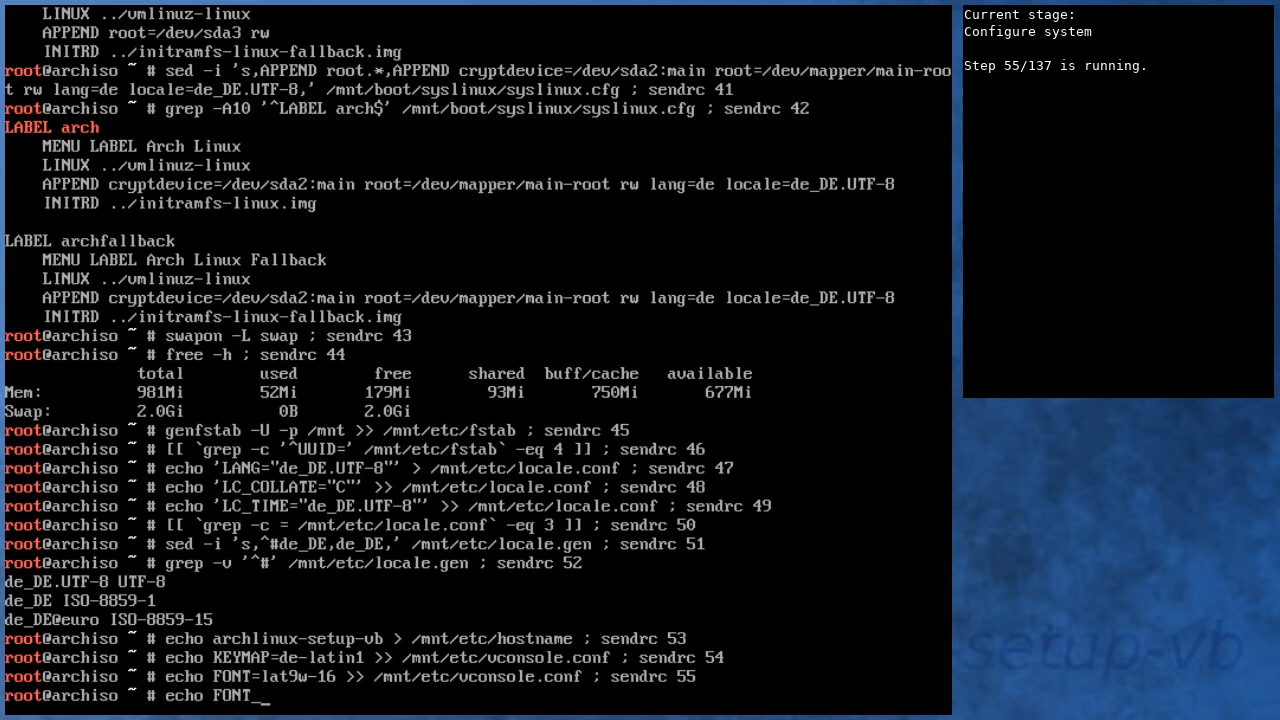 LINUX ../vmlinuz-linux
APPEND root=/dev/sda3 rw
INITRD ../initramfs-linux-fallback.img
root@archiso ~ # sed -i 's,APPEND root.*,APPEND cryptdevice=/dev/sda2:main root=/dev/mapper/main-roo
t rw lang=de locale=de_DE.UTF-8,' /mnt/boot/syslinux/syslinux.cfg ; sendrc 41
root@archiso ~ # grep -A10 '^LABEL arch$' /mnt/boot/syslinux/syslinux.cfg ; sendrc 42
LABEL arch
MENU LABEL Arch Linux
LINUX ../vmlinuz-linux
APPEND cryptdevice=/dev/sda2:main root=/dev/mapper/main-root rw lang=de locale=de_DE.UTF-8
INITRD ../initramfs-linux.img
LABEL archfallback
MENU LABEL Arch Linux Fallback
LINUX ../vmlinuz-linux
APPEND cryptdevice=/dev/sda2:main root=/dev/mapper/main-root rw lang=de locale=de_DE.UTF-8
INITRD ../initramfs-linux-fallback.img
root@archiso ~ # swapon -L swap ; sendrc 43
root@archiso ~ # free -h ; sendrc 44
total used free shared buff/cache available
Mem: 981Mi 52Mi 179Mi 93Mi 750Mi 677Mi
Swap: 2.0Gi 0B 2.0Gi
root@archiso ~ # genfstab -U -p /mnt >> /mnt/etc/fstab ; sendrc 45
root@archiso ~ # [[ `grep -c '^UUID=' /mnt/etc/fstab` -eq 4 ]] ; sendrc 46
root@archiso ~ # echo 'LANG="de_DE.UTF-8"' > /mnt/etc/locale.conf ; sendrc 47
root@archiso ~ # echo 'LC_COLLATE="C"' >> /mnt/etc/locale.conf ; sendrc 48
root@archiso ~ # echo 'LC_TIME="de_DE.UTF-8"' >> /mnt/etc/locale.conf ; sendrc 49
root@archiso ~ # [[ `grep -c = /mnt/etc/locale.conf` -eq 3 ]] ; sendrc 50
root@archiso ~ # sed -i 's,^#de_DE,de_DE,' /mnt/etc/locale.gen ; sendrc 51
root@archiso ~ # grep -v '^#' /mnt/etc/locale.gen ; sendrc 52
de_DE.UTF-8 UTF-8
de_DE ISO-8859-1
de_DE@euro ISO-8859-15
root@archiso ~ # echo archlinux-setup-vb > /mnt/etc/hostname ; sendrc 53
root@archiso ~ # echo KEYMAP=de-latin1 >> /mnt/etc/vconsole.conf ; sendrc 54
root@archiso ~ # echo FONT=lat9w-16 >> /mnt/etc/vconsole.conf ; sendrc 55
root@archiso ~ # echo FONT_
Current stage:
Configure system
Step 55/137 is running.
setup-vb